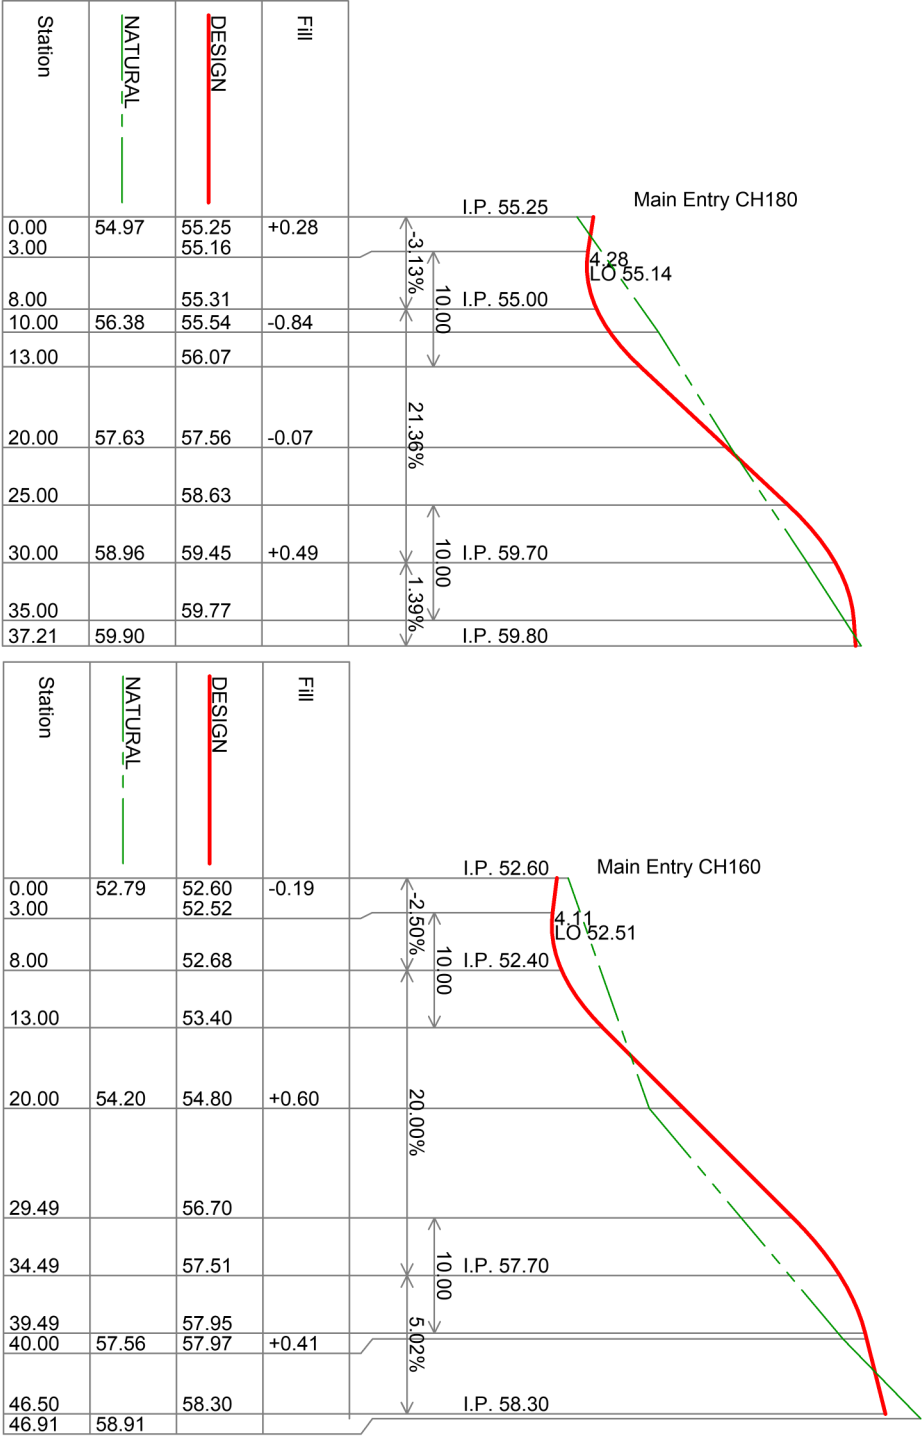 Station NATURAL DESIGN Fill
I.P. 55.25 Main Entry CH180
0.00 54.97 55.25 +0.28
3.00 55.16
-3.13%
4.28
LO 55.14
8.00 55.31 I.P. 55.00
10.00
10.00 56.38 55.54 -0.84
13.00 56.07
21.36%
20.00 57.63 57.56 -0.07
25.00 58.63
30.00 58.96 59.45 +0.49 I.P. 59.70
10.00
1.39%
35.00 59.77
37.21 59.90 I.P. 59.80
Station NATURAL DESIGN Fill
I.P. 52.60 Main Entry CH160
0.00 52.79 52.60 -0.19
3.00 52.52
-2.50%
4.11
LO 52.51
8.00 52.68 I.P. 52.40
10.00
13.00 53.40
20.00 54.20 54.80 +0.60
20.00%
29.49 56.70
34.49 57.51 I.P. 57.70
10.00
39.49 57.95
5.02%
40.00 57.56 57.97 +0.41
46.50 58.30 I.P. 58.30
46.91 58.91